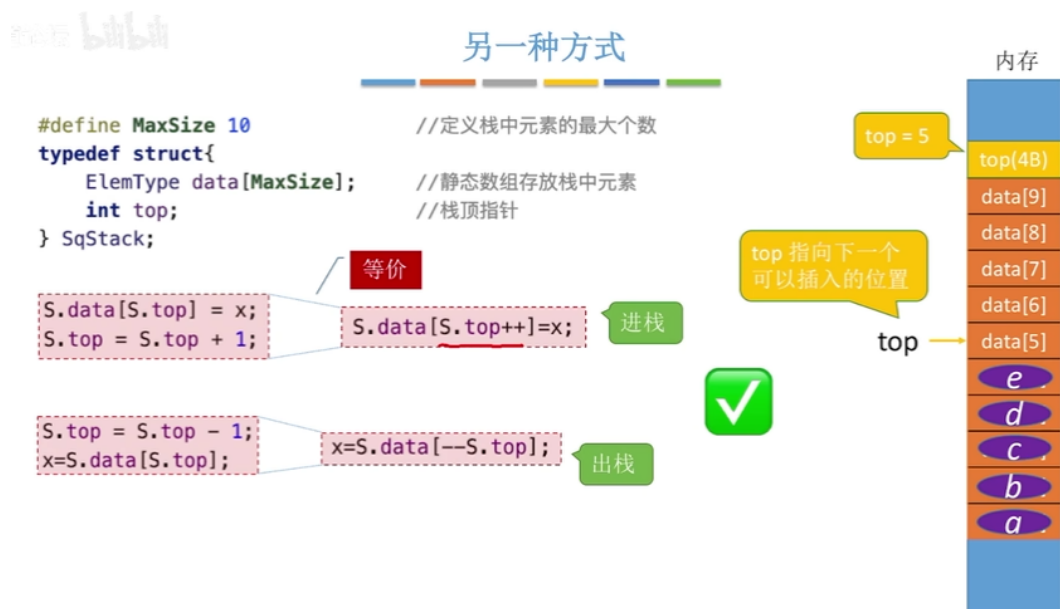 bilibili
另一种方式
内存
#define MaxSize 10 //定义栈中元素的最大个数
typedef struct{
ElemType data[MaxSize]; //静态数组存放栈中元素
int top; //栈顶指针
} SqStack;
等价
S.data[S.top] = x;
S.top = S.top + 1;
S.data[S.top++]=x;
进栈
S.top = S.top - 1;
x=S.data[S.top];
x=S.data[--S.top];
出栈
top = 5
top 指向下一个
可以插入的位置
top
top(4B)
data[9]
data[8]
data[7]
data[6]
data[5]
e
d
c
b
a